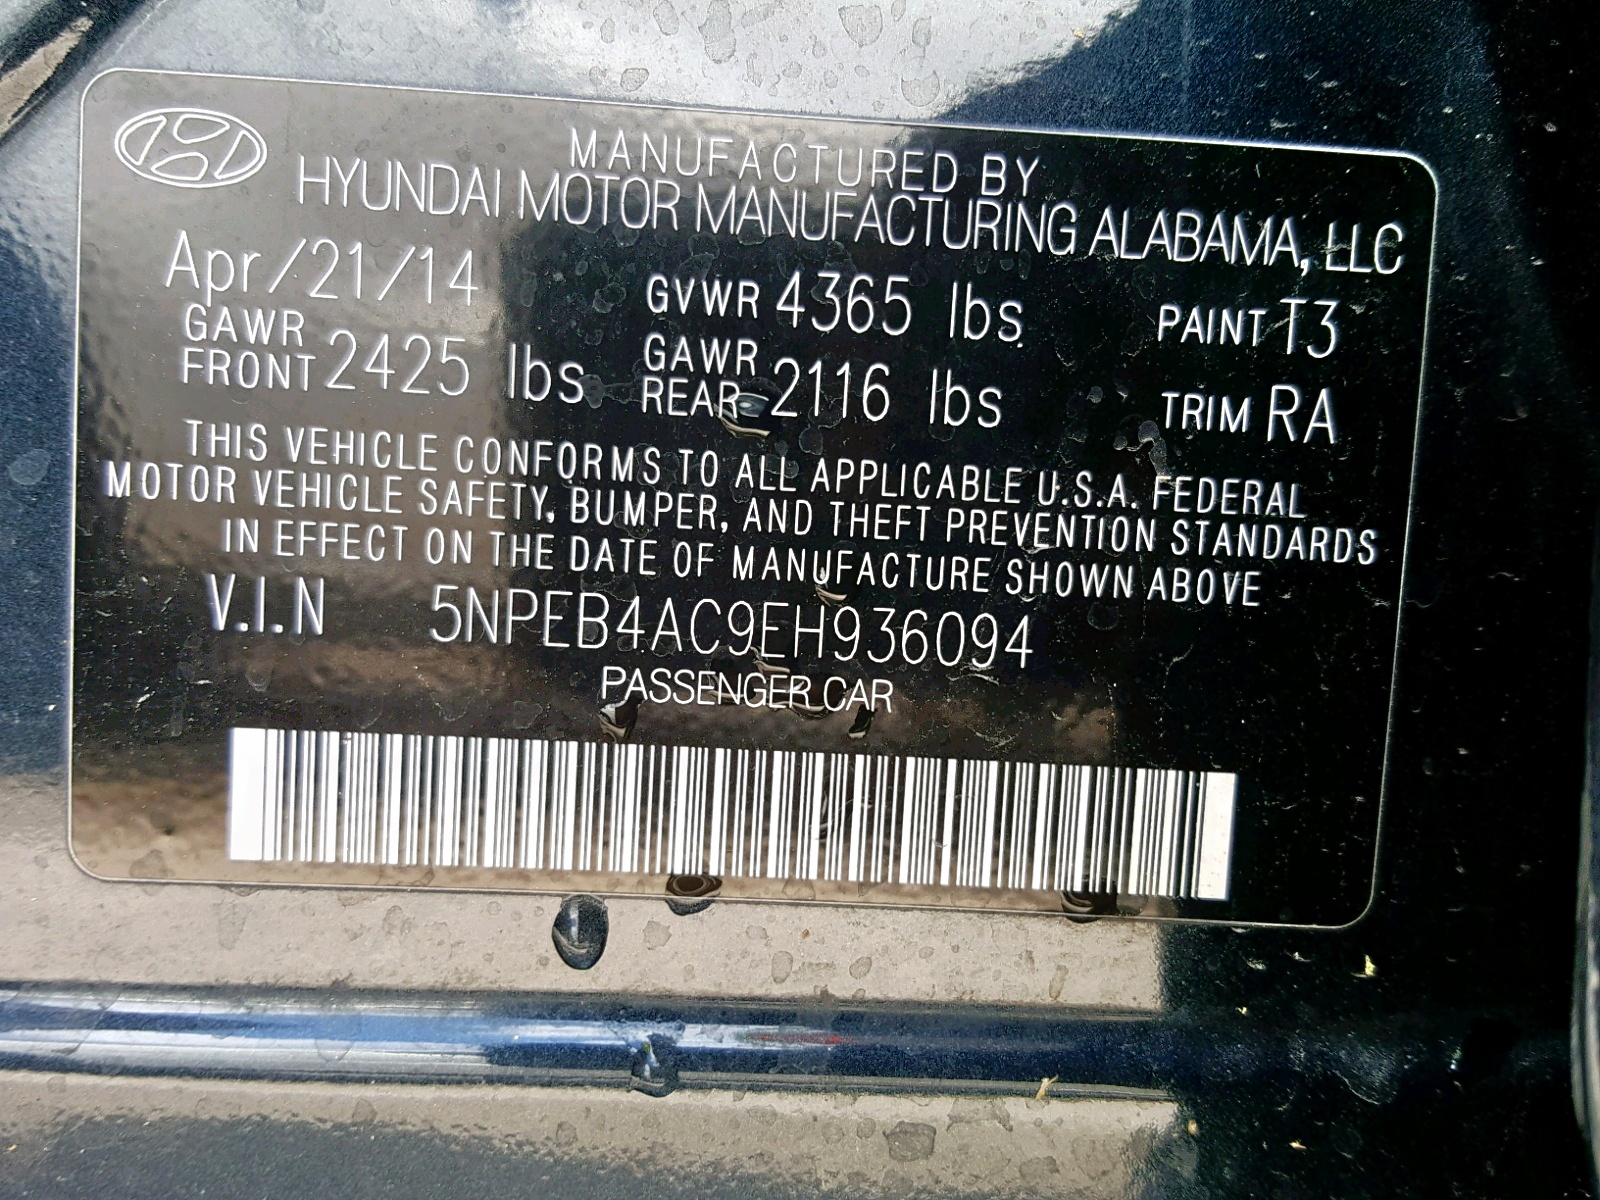 MANUFACTURED BY
HYUNDAI MOTOR MANUFACTURING ALABAMA, LLC
Apr/21/14 GVWR 4365 lbs. PAINT T3
GAWR FRONT 2425 lbs GAWR REAR 2116 lbs TRIM RA
THIS VEHICLE CONFORMS TO ALL APPLICABLE U.S.A. FEDERAL
MOTOR VEHICLE SAFETY, BUMPER, AND THEFT PREVENTION STANDARDS
IN EFFECT ON THE DATE OF MANUFACTURE SHOWN ABOVE
V.I.N 5NPEB4AC9EH936094
PASSENGER CAR